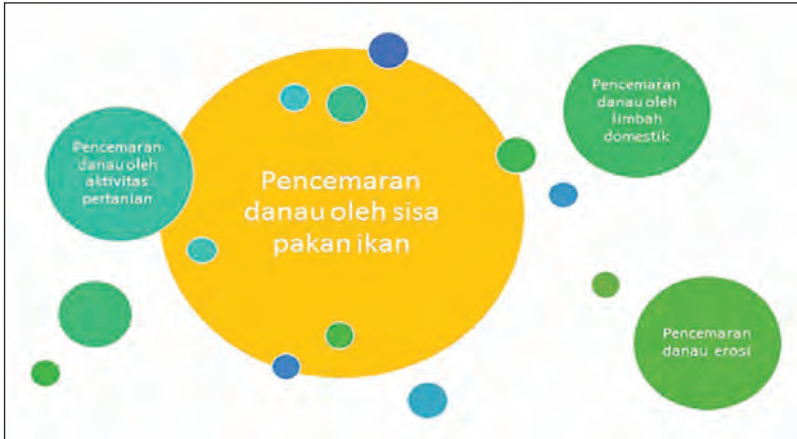 Pencemaran
danau oleh
aktivitas
pertanian
Pencemaran
danau oleh sisa
pakan ikan
Pencemaran
danau oleh
limbah
domestik
Pencemaran
danau erosi